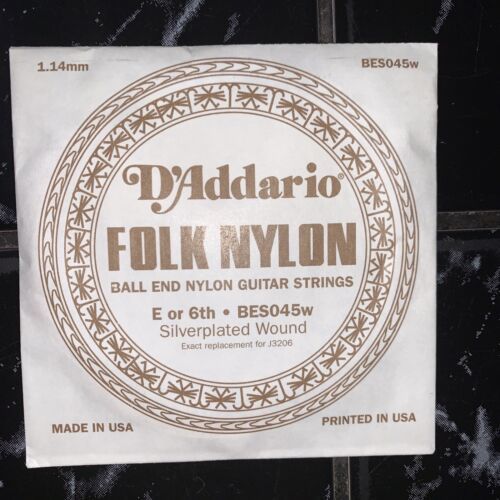 1.14mm BES045w
D'Addario®
FOLK NYLON
BALL END NYLON GUITAR STRINGS
E or 6th • BES045w
Silverplated Wound
Exact replacement for J3206
MADE IN USA PRINTED IN USA